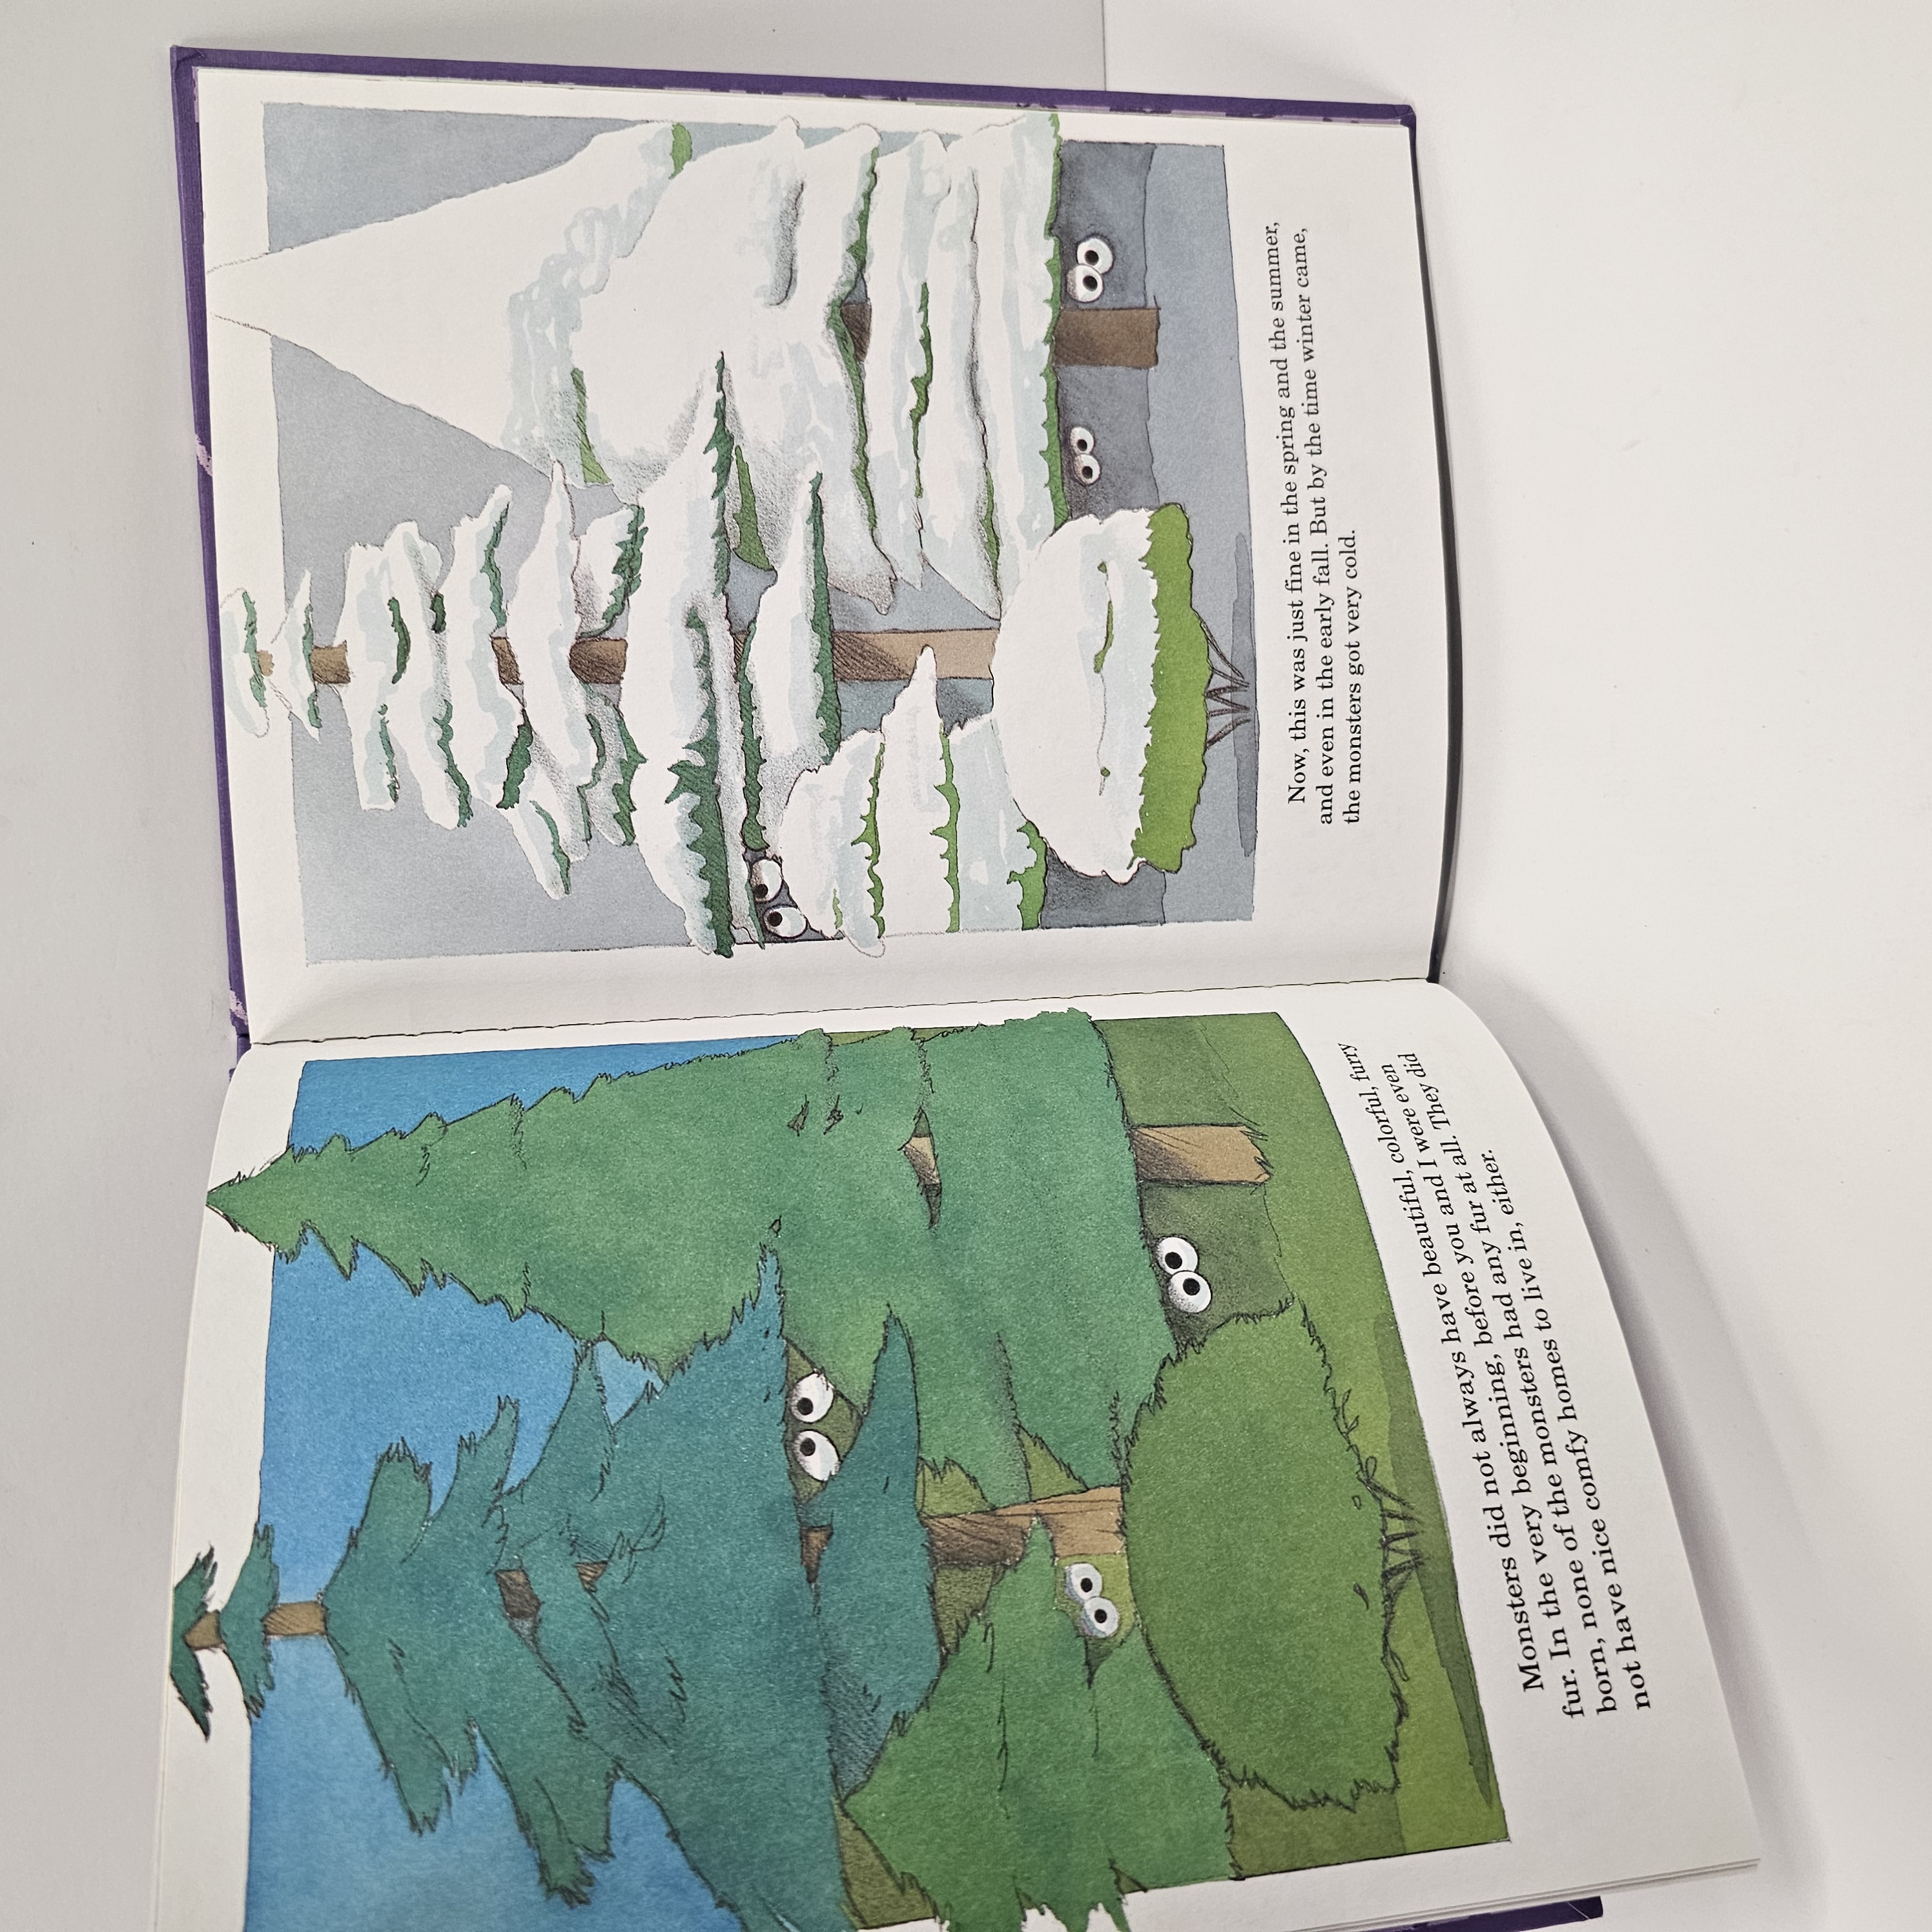 Monsters did not always have beautiful, colorful, furry
fur. In the very beginning, before you and I were even
born, none of the monsters had any fur at all. They did
not have nice comfy homes to live in, either.
Now, this was just fine in the spring and the summer,
and even in the early fall. But by the time winter came,
the monsters got very cold.